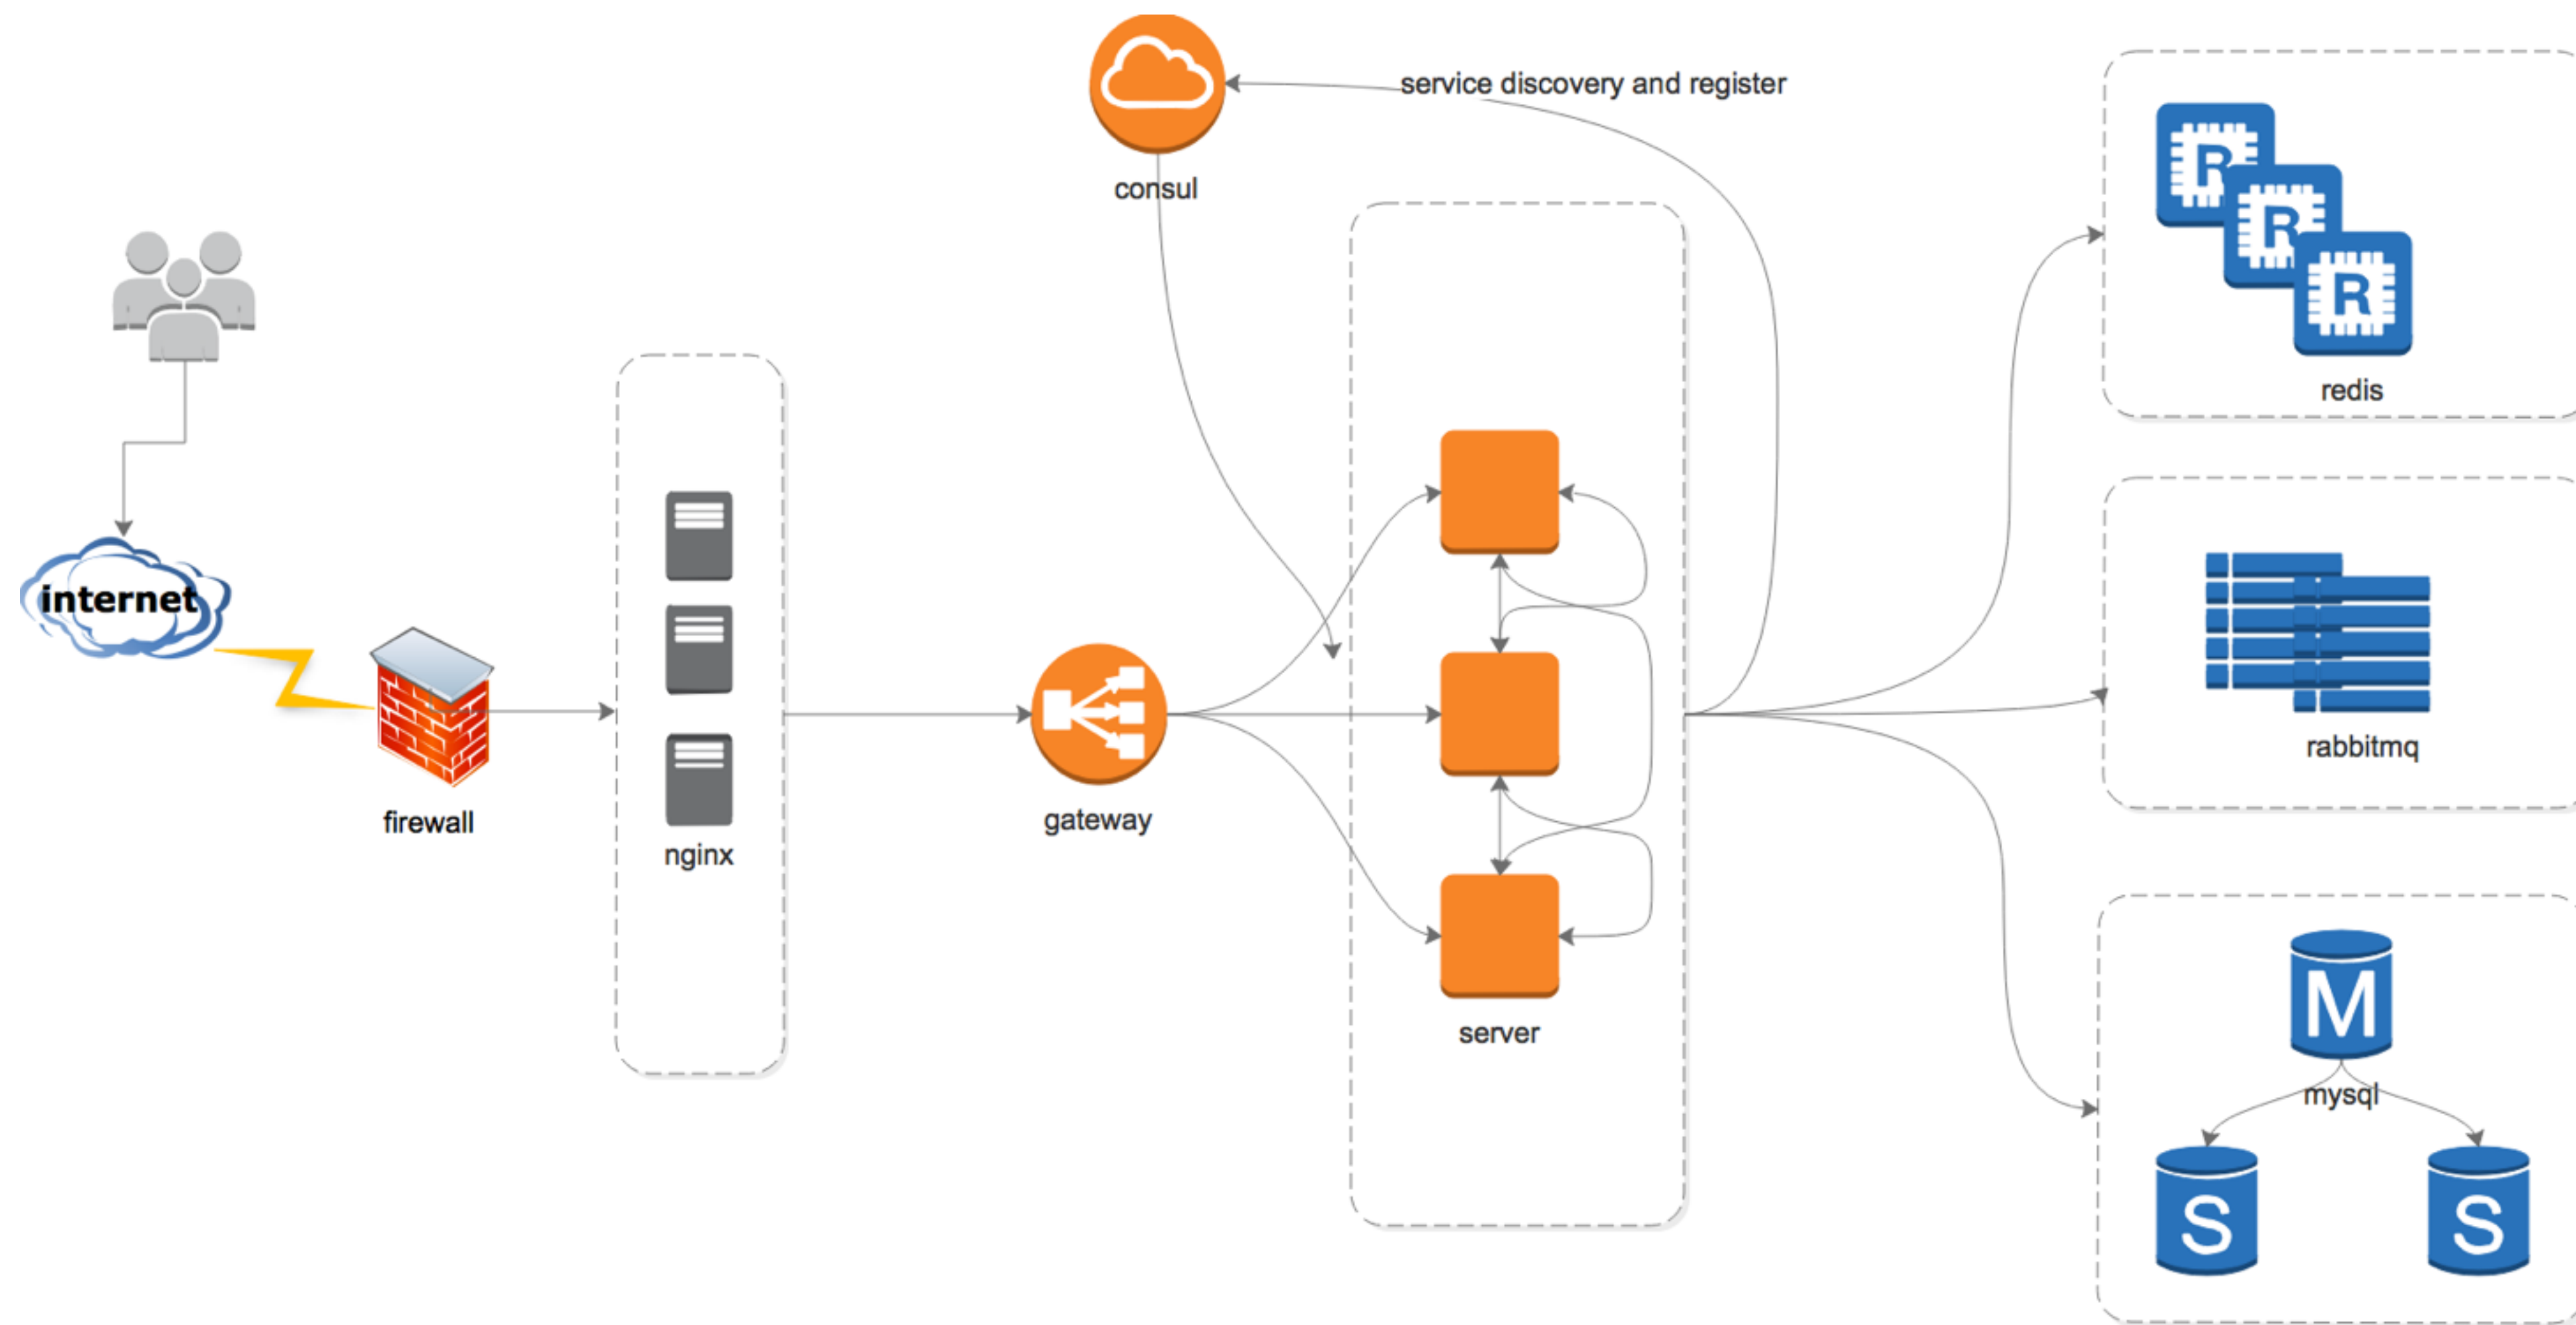 service discovery and register
consul
R
R
R
redis
internet
firewall
nginx
gateway
server
rabbitmq
M
mysql
S
S